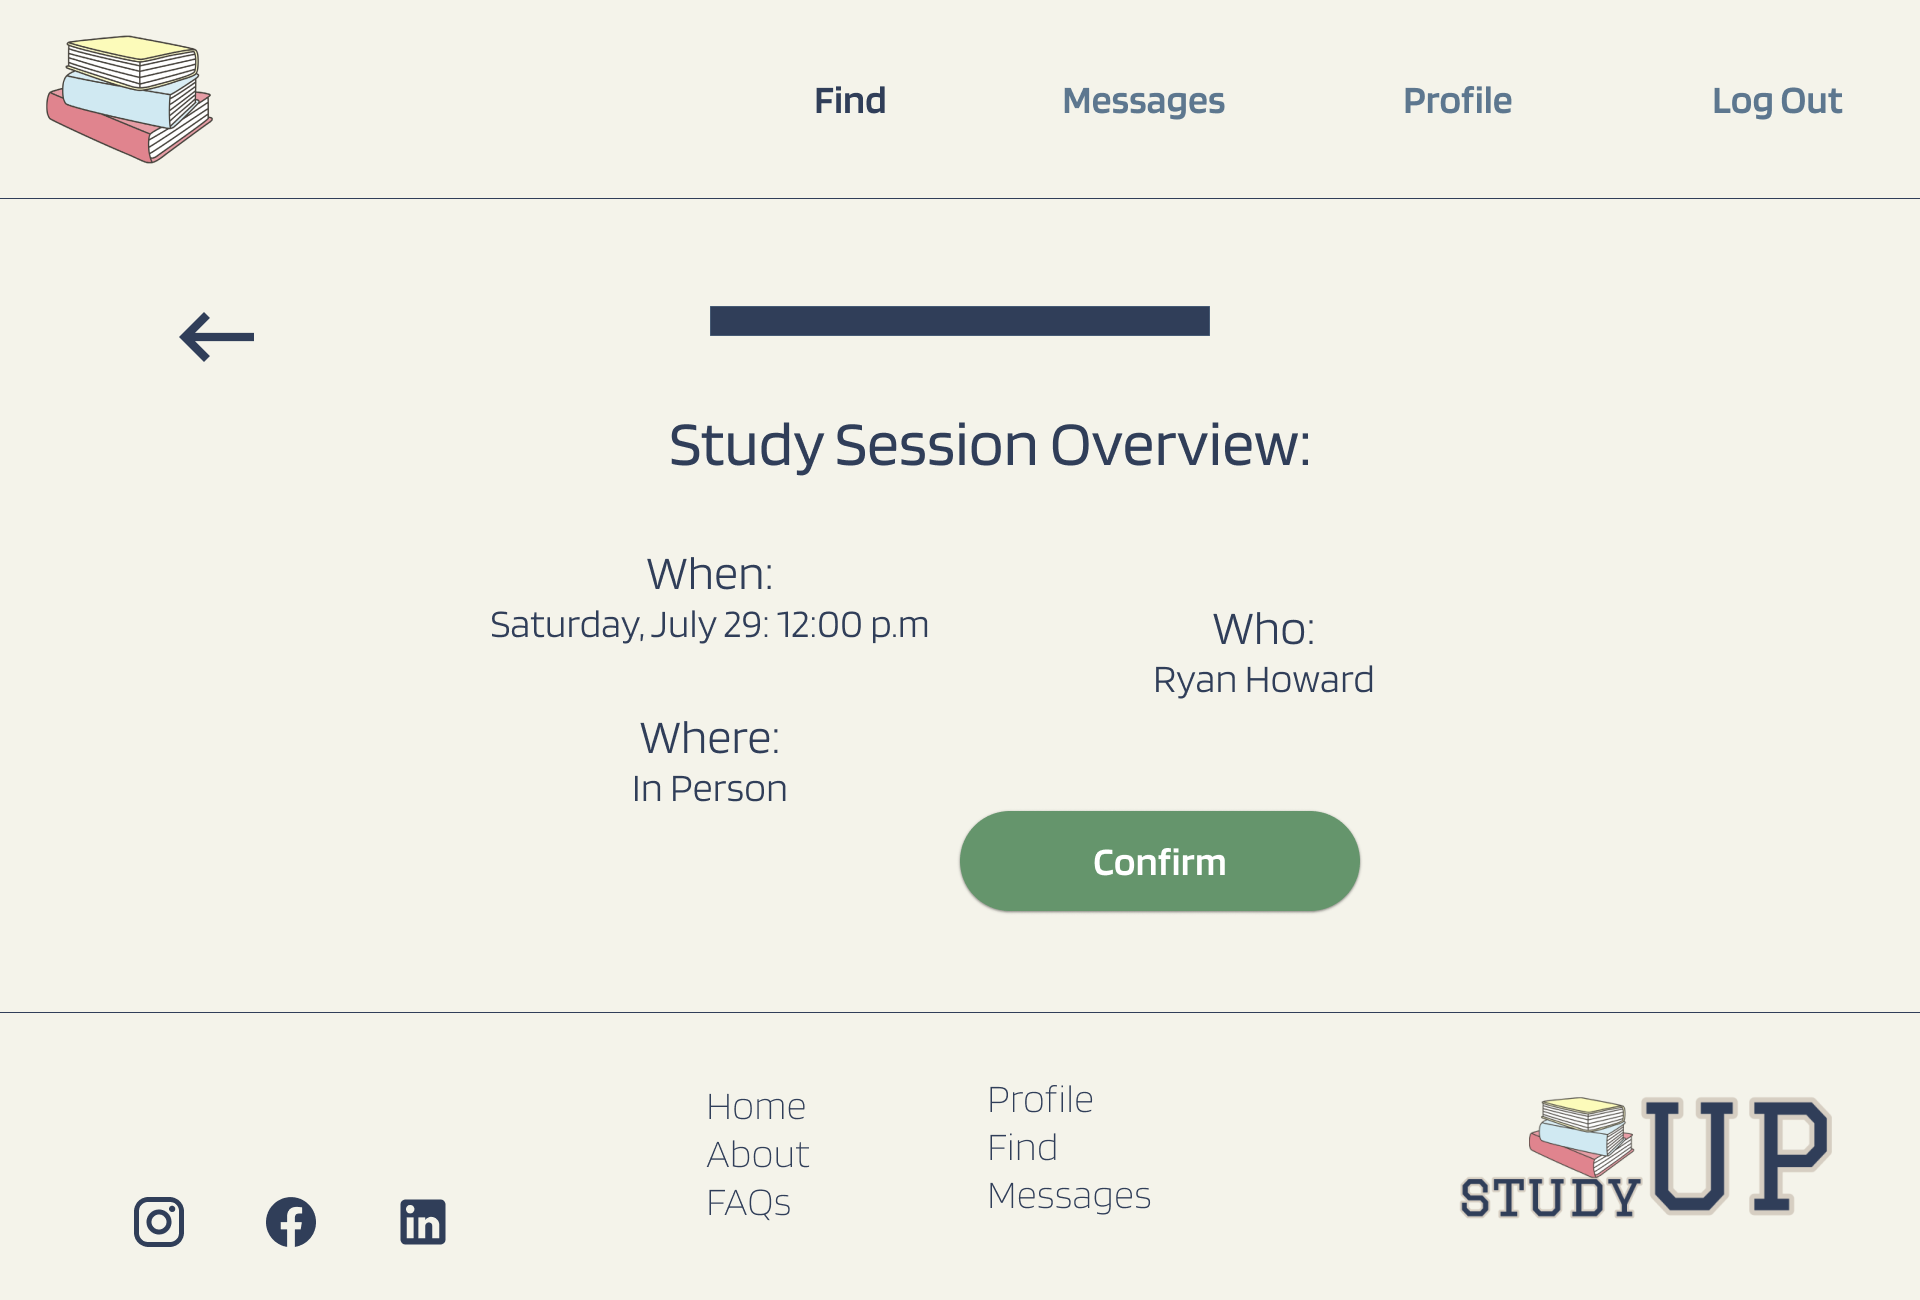 Find
Messages
Profile
Log Out
Study Session Overview:
When:
Saturday, July 29: 12:00 p.m
Who:
Ryan Howard
Where:
In Person
Confirm
Home
About
FAQs
Profile
Find
Messages
STUDY UP